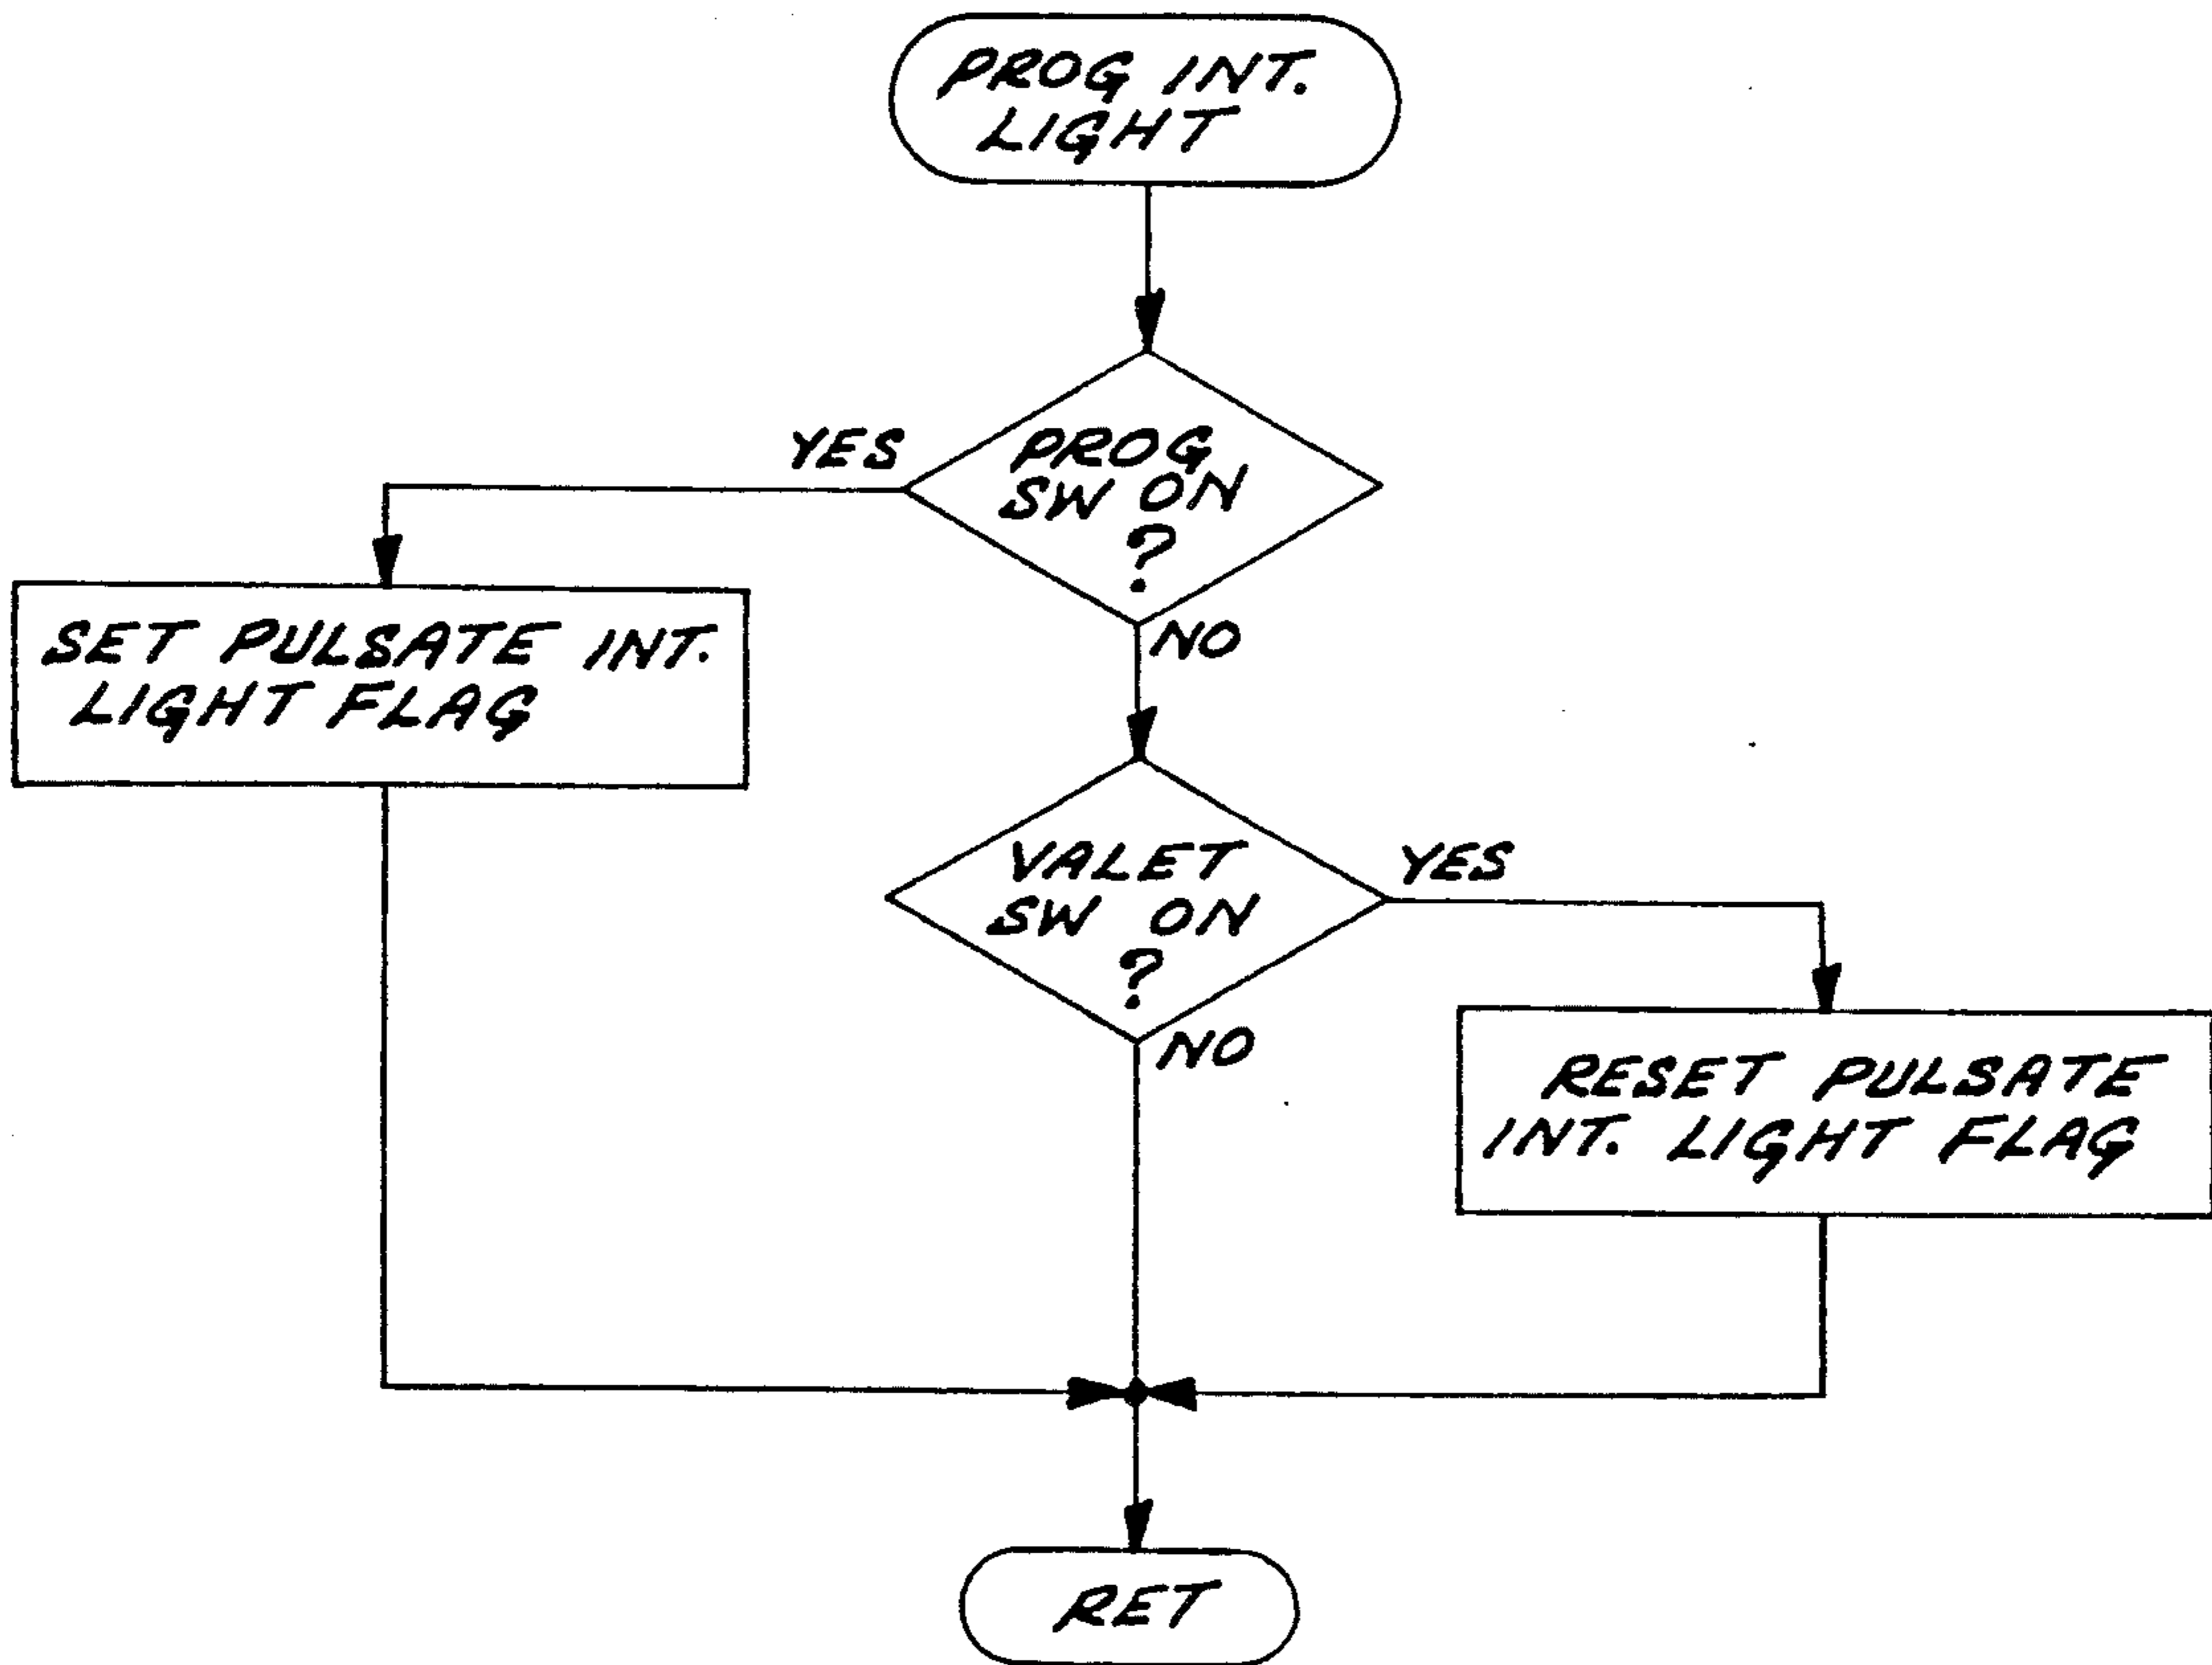 PROG INT.
LIGHT
YES
PROG
SW ON
?
NO
SET PULSATE INT.
LIGHT FLAG
VALET
SW ON
?
YES
NO
RESET PULSATE
INT. LIGHT FLAG
RET